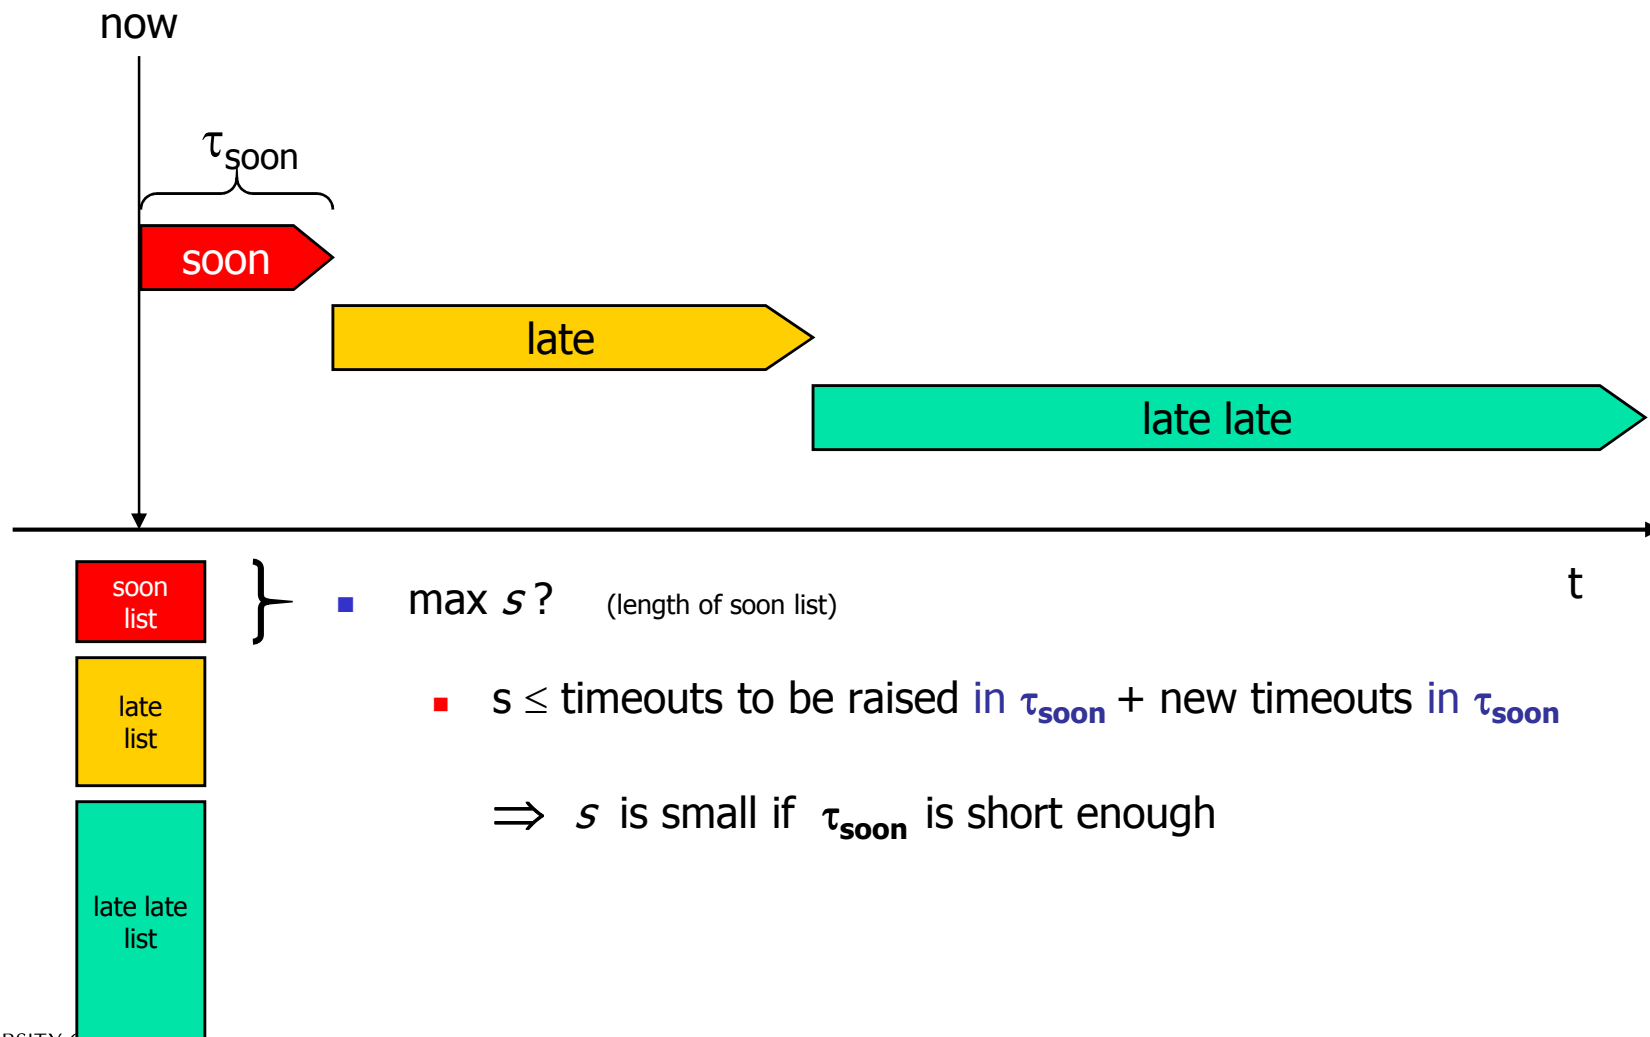 now
τsoon
soon
late
late late
t
soon
list
late
list
late late
list
max s ? (length of soon list)
s ≤ timeouts to be raised in τsoon + new timeouts in τsoon
⇒ s is small if τsoon is short enough